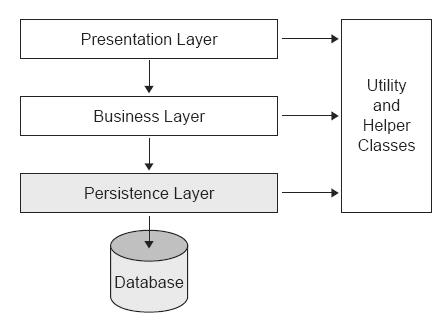 Presentation Layer
Business Layer
Persistence Layer
Database
Utility
and
Helper
Classes